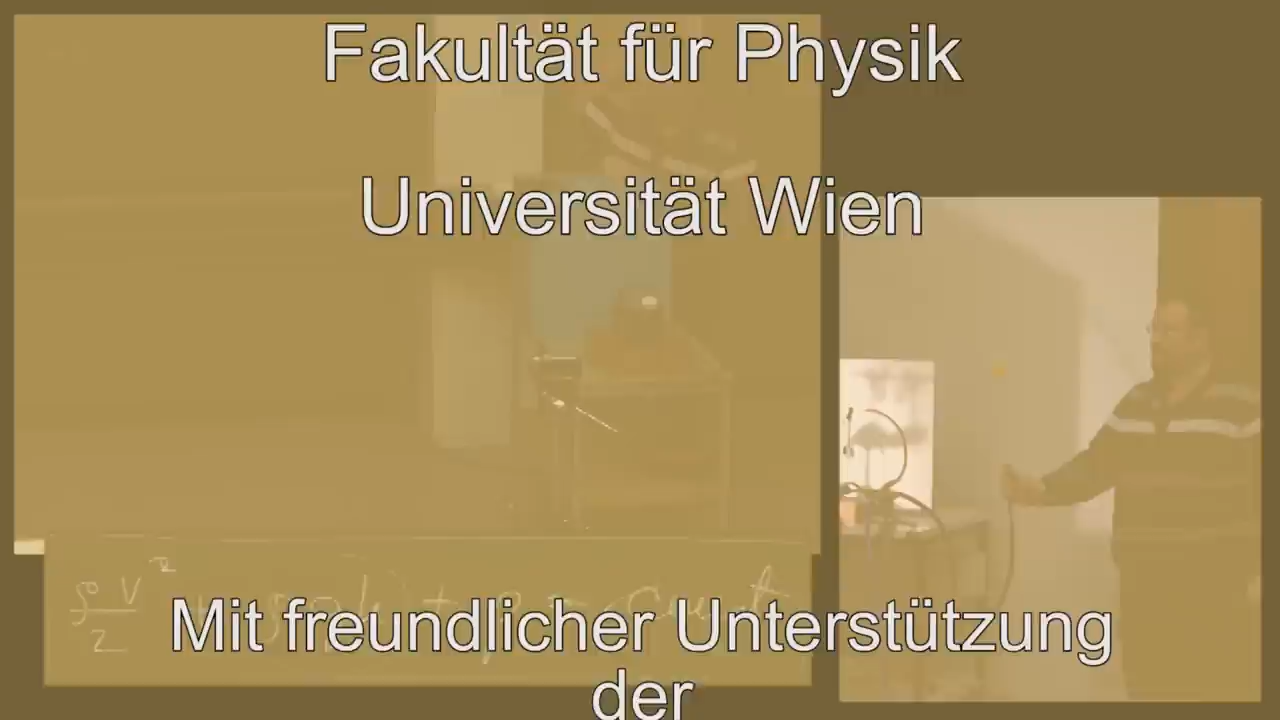 Fakultät für Physik
Universität Wien
Mit freundlicher Unterstützung
der